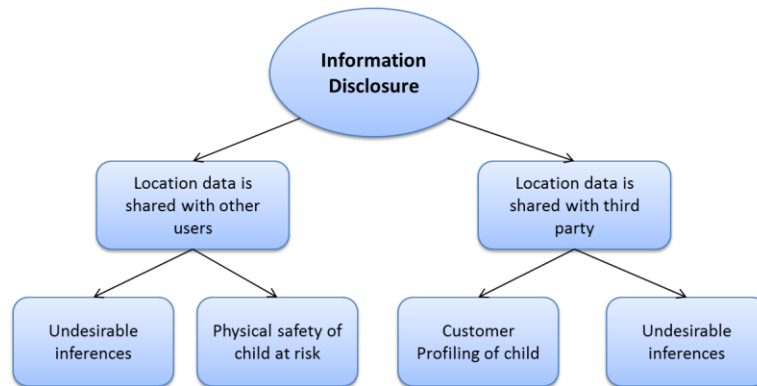 Information
Disclosure
Location data is
shared with other
users
Location data is
shared with third
party
Undesirable
inferences
Physical safety of
child at risk
Customer
Profiling of child
Undesirable
inferences